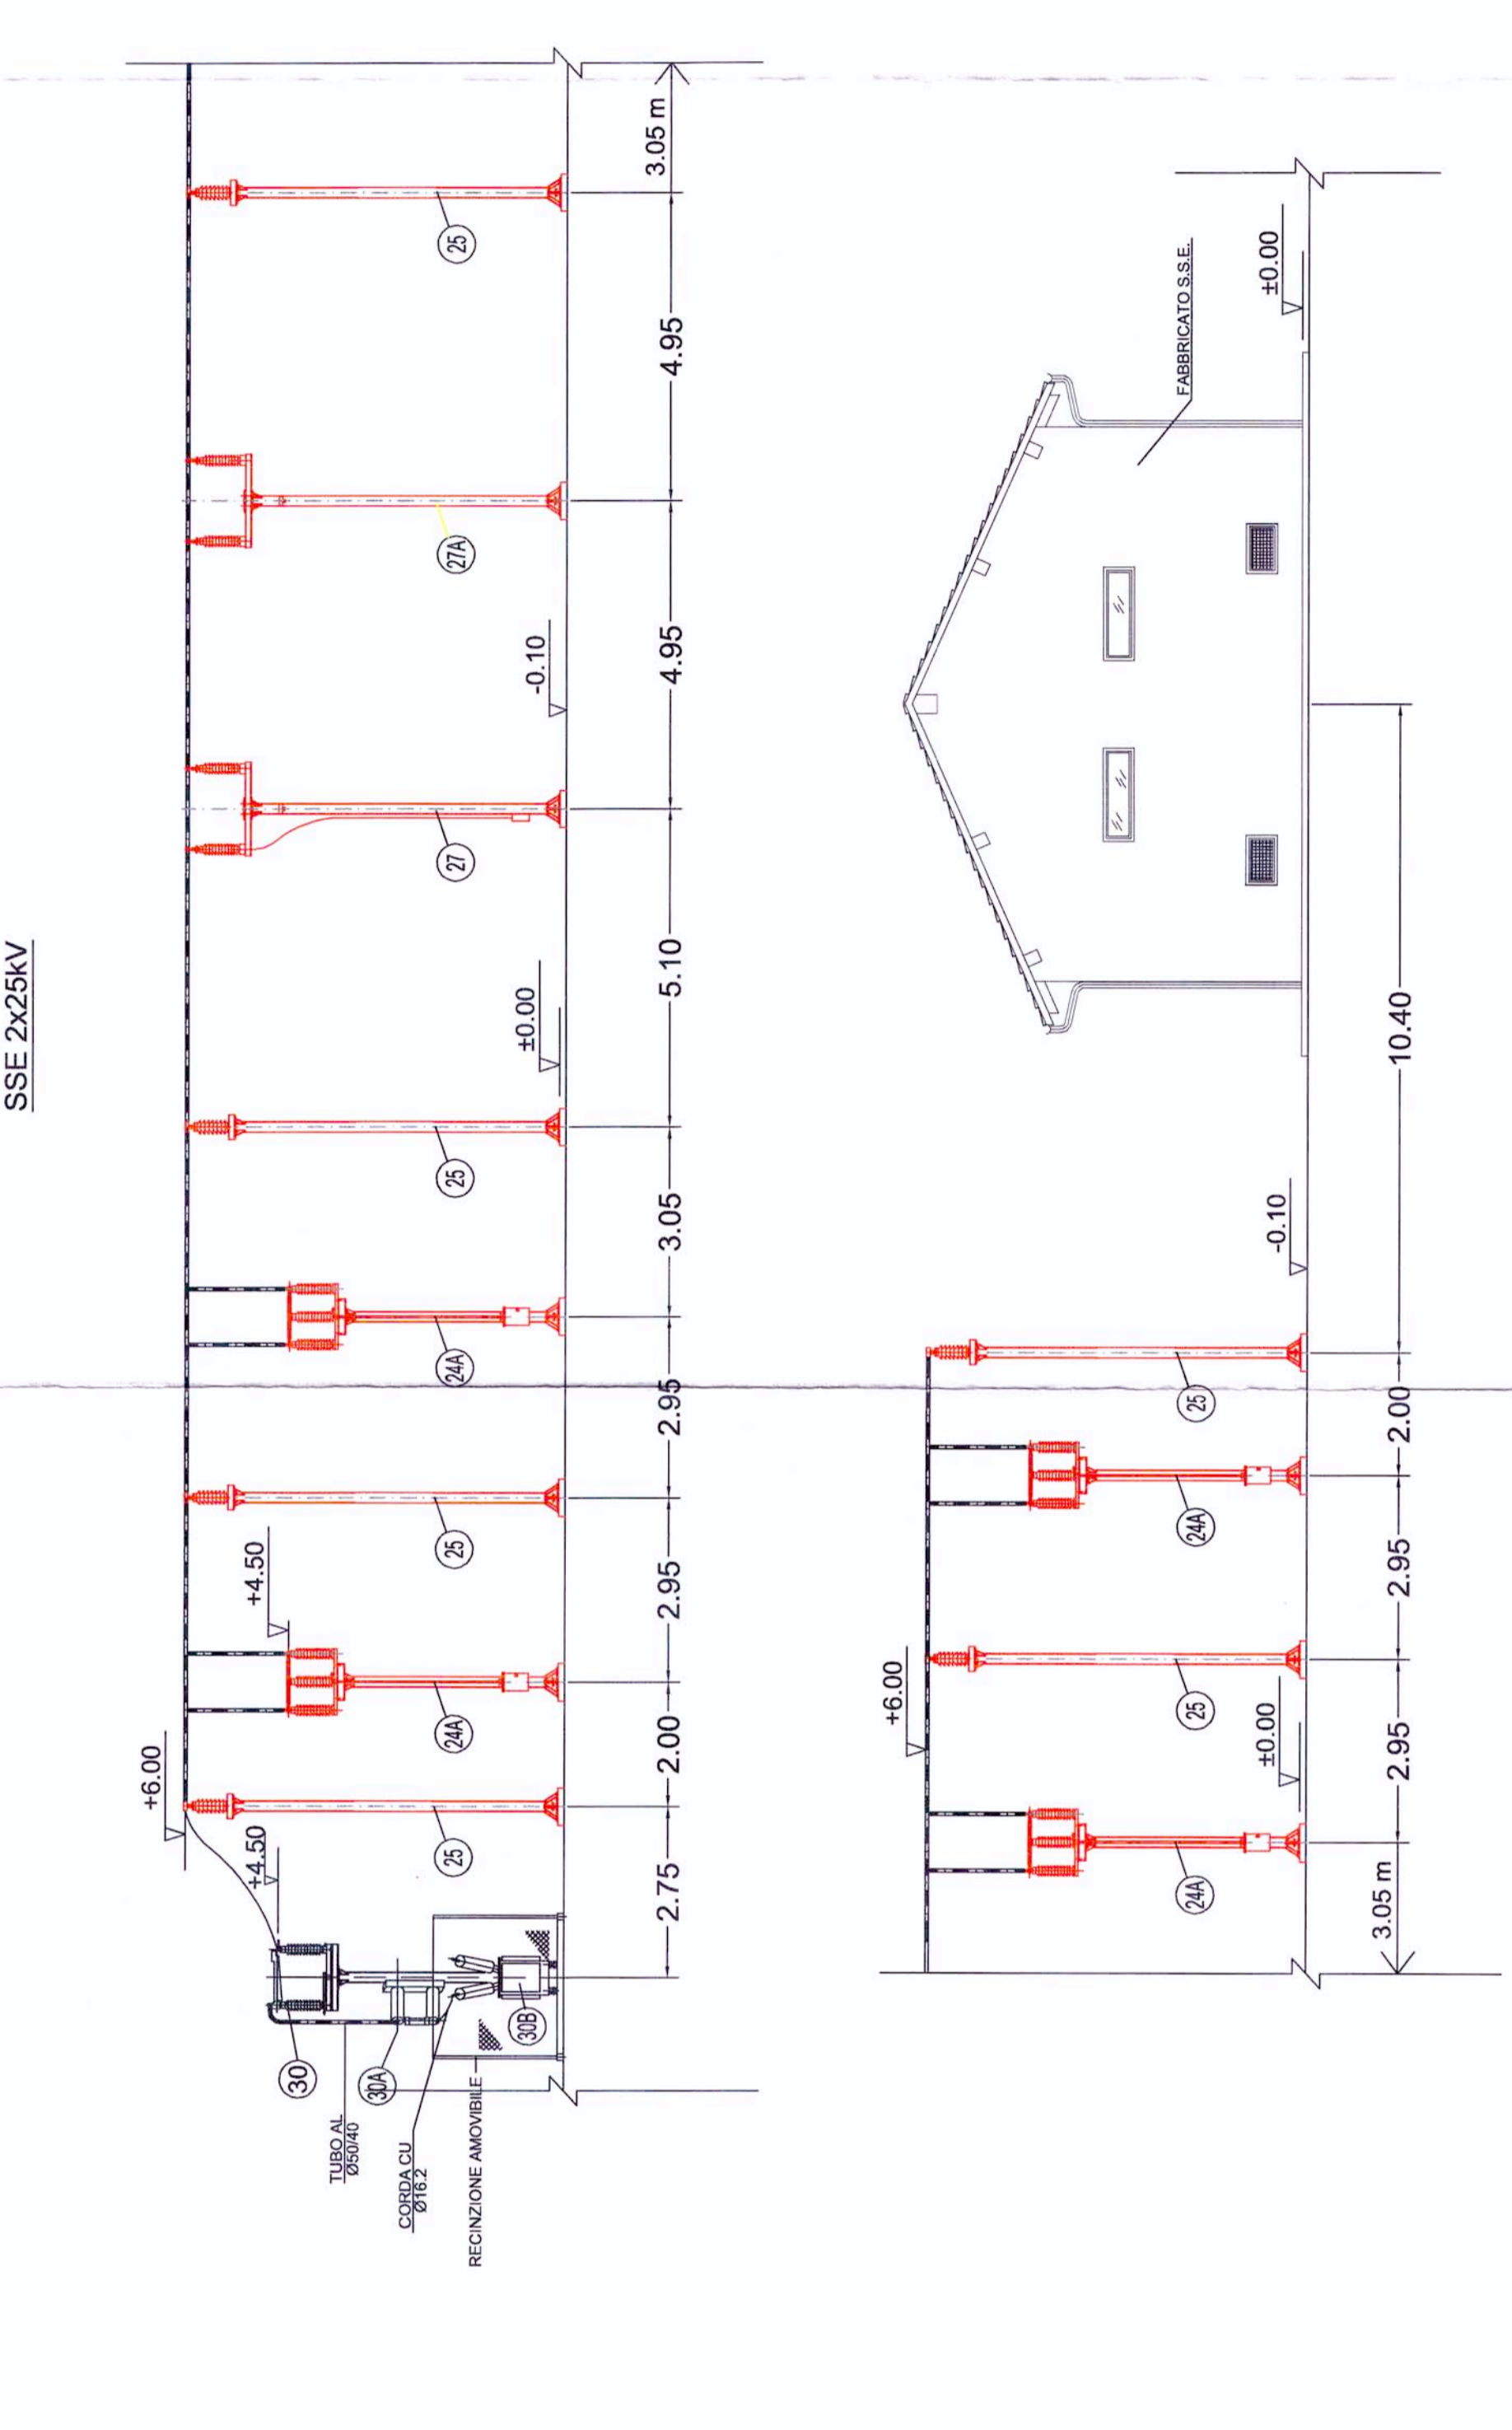 SSE 2x25kV
+6.00
+4.50
+4.50
±0.00
-0.10
30
TUBO AL
Ø50/40
30A
CORDA CU
Ø16.2
RECINZIONE AMOVIBILE
30B
25
24A
25
24A
25
27
27A
25
2.75
2.00
2.95
2.95
3.05
5.10
4.95
4.95
3.05 m
+6.00
±0.00
-0.10
FABBRICATO S.S.E.
±0.00
24A
25
24A
25
3.05 m
2.95
2.95
2.00
10.40